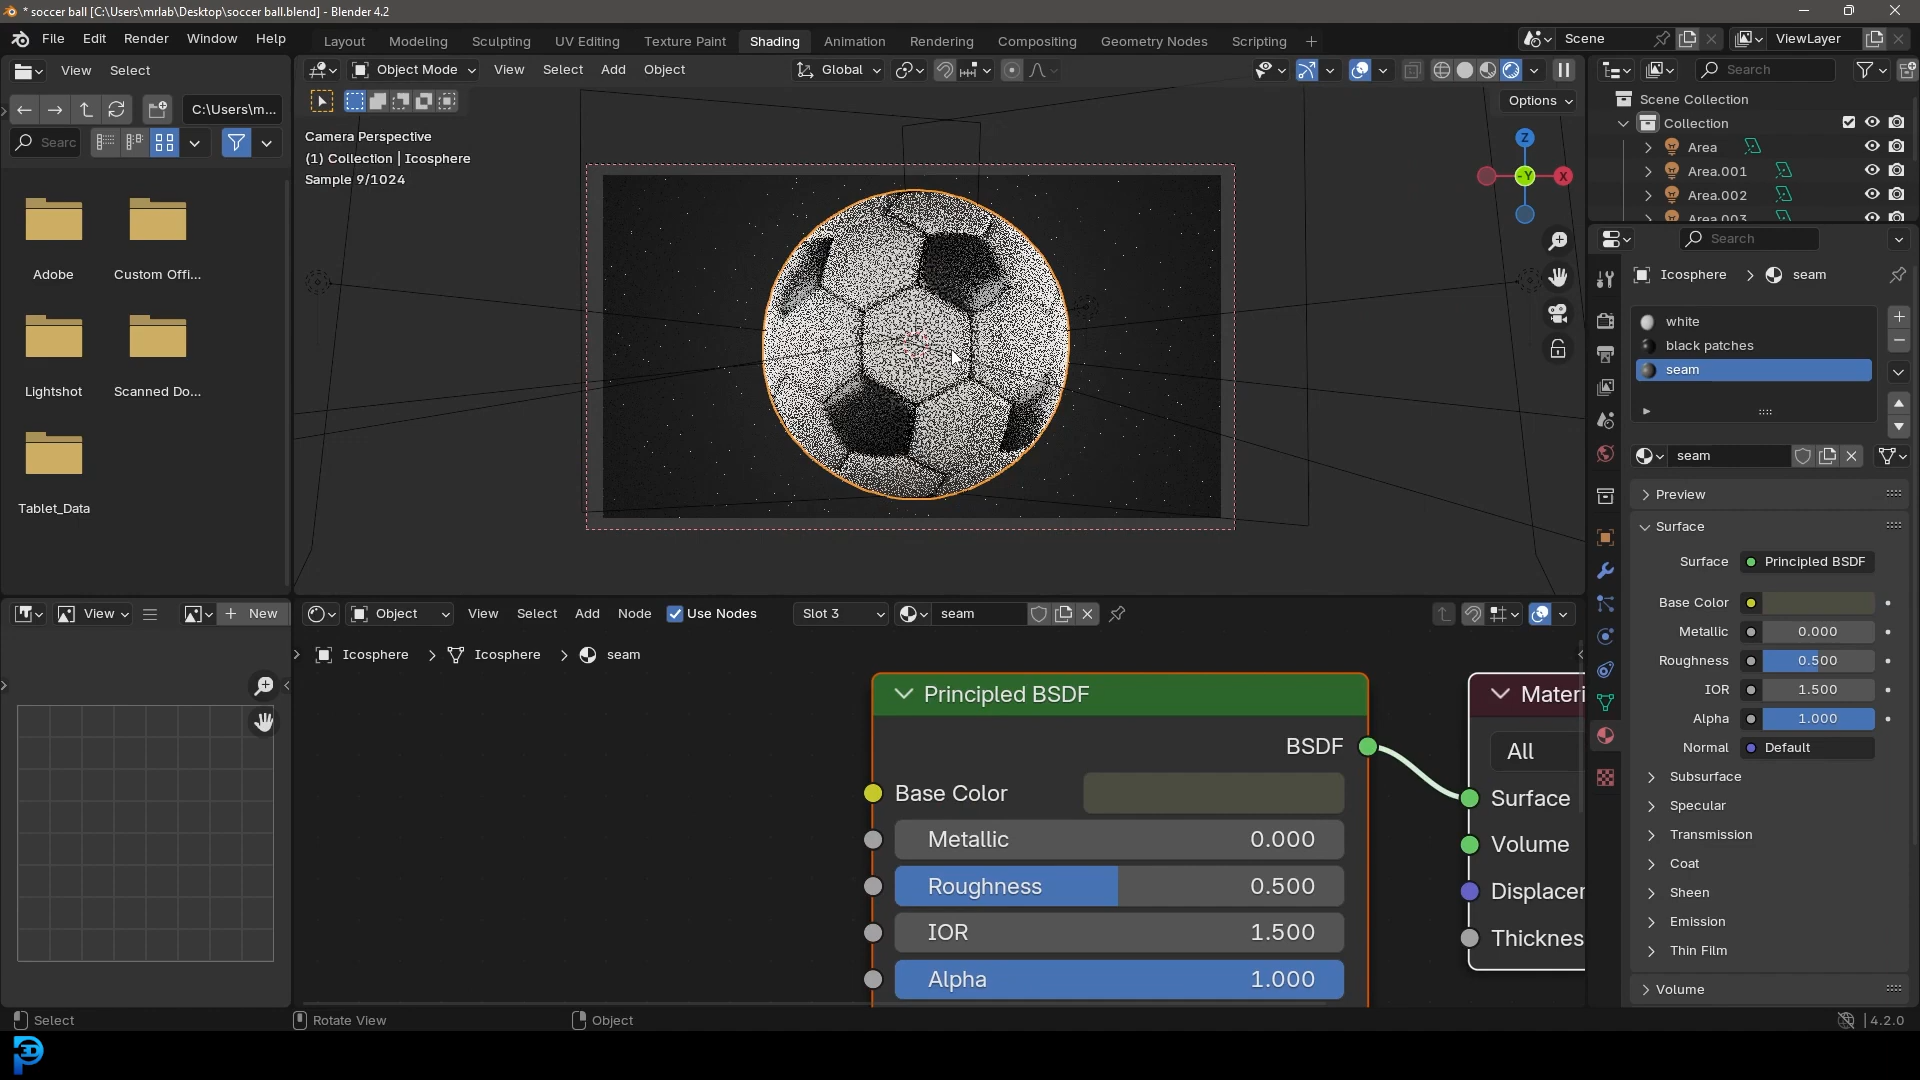 * soccer ball [C:\Users\mrlab\Desktop\soccer ball.blend] - Blender 4.2
File Edit Render Window Help
Layout Modeling Sculpting UV Editing Texture Paint Shading Animation Rendering Compositing Geometry Nodes Scripting +
Scene
ViewLayer
View Select
Object Mode View Select Add Object
Global
Search
C:\Users\m...
Options
Searc
Camera Perspective
(1) Collection | Icosphere
Sample 9/1024
Z
-Y
X
Scene Collection
Collection
Area
Area.001
Area.002
Area.003
Search
Icosphere > seam
white
black patches
seam
seam
Adobe
Custom Offi...
Lightshot
Scanned Do...
Tablet_Data
Preview
Surface
Surface Principled BSDF
Base Color
Metallic 0.000
Roughness 0.500
IOR 1.500
Alpha 1.000
Normal Default
Subsurface
Specular
Transmission
Coat
Sheen
Emission
Thin Film
Volume
View
New
Object View Select Add Node Use Nodes Slot 3 seam
Icosphere > Icosphere > seam
Principled BSDF
BSDF
Base Color
Metallic 0.000
Roughness 0.500
IOR 1.500
Alpha 1.000
Materi
All
Surface
Volume
Displacer
Thicknes
Select
Rotate View
Object
4.2.0